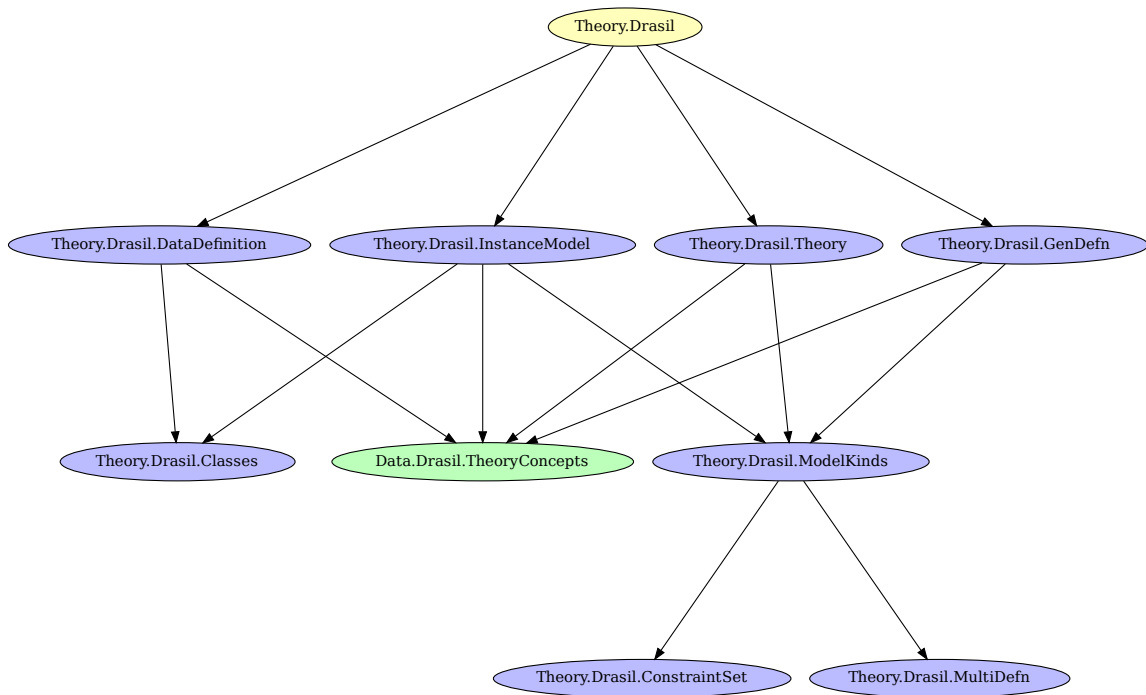 Theory.Drasil
Theory.Drasil.DataDefinition
Theory.Drasil.InstanceModel
Theory.Drasil.Theory
Theory.Drasil.GenDefn
Theory.Drasil.Classes
Data.Drasil.TheoryConcepts
Theory.Drasil.ModelKinds
Theory.Drasil.ConstraintSet
Theory.Drasil.MultiDefn